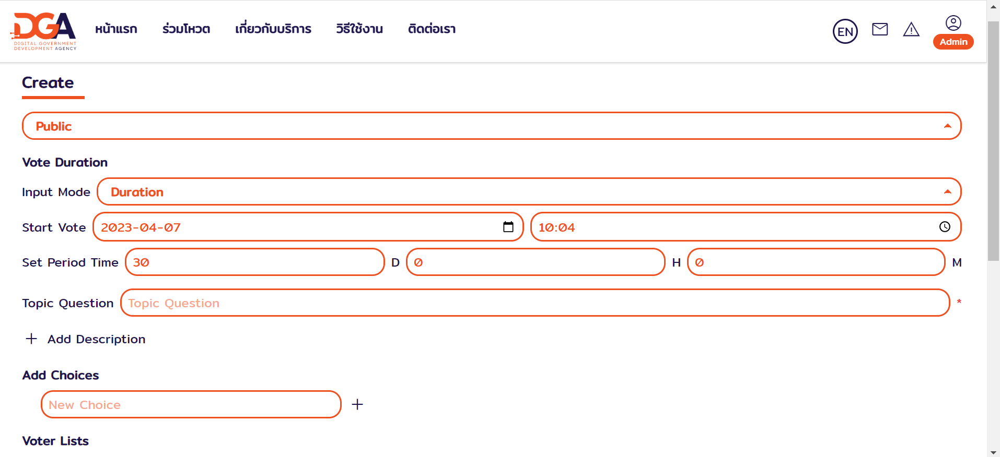 DGA
DIGITAL GOVERNMENT
DEVELOPMENT AGENCY
หน้าแรก ร่วมโหวต เกี่ยวกับบริการ วิธีใช้งาน ติดต่อเรา
EN
Admin
Create
Public
Vote Duration
Input Mode Duration
Start Vote 2023-04-07 10:04
Set Period Time 30 D 0 H 0 M
Topic Question Topic Question *
+ Add Description
Add Choices
New Choice +
Voter Lists